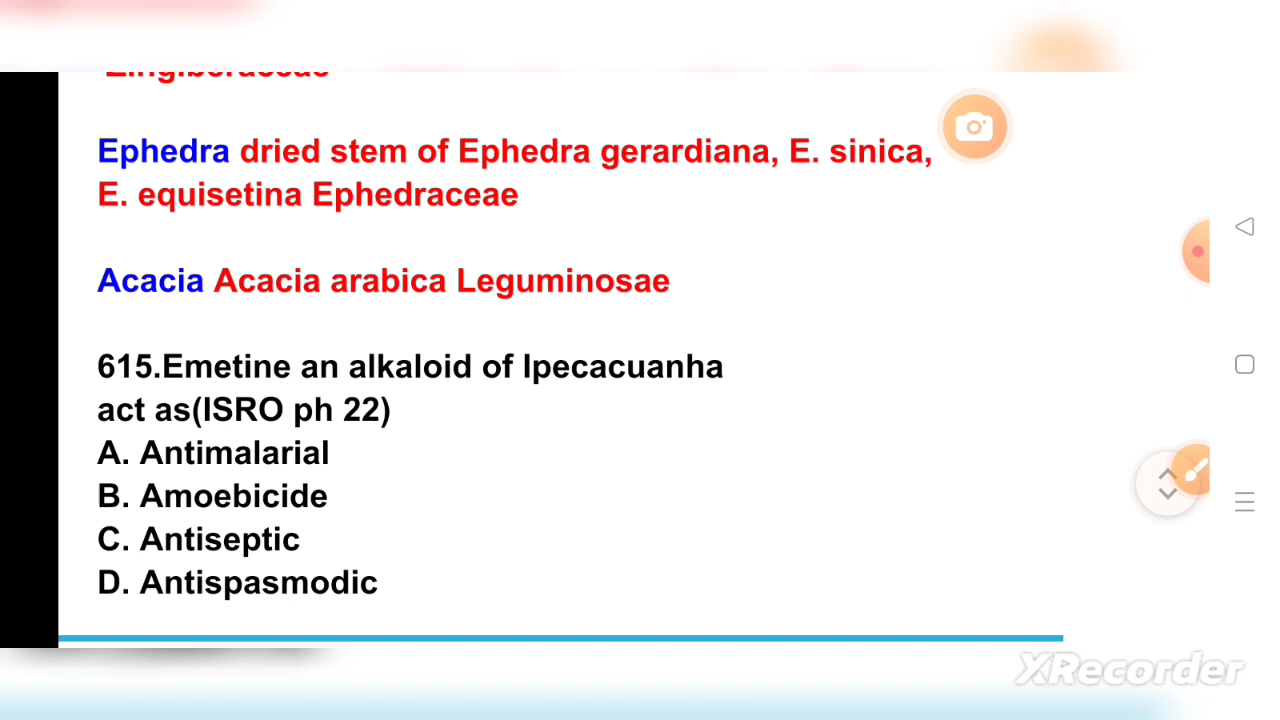 Zingiberaceae
Ephedra dried stem of Ephedra gerardiana, E. sinica,
E. equisetina Ephedraceae
Acacia Acacia arabica Leguminosae
615.Emetine an alkaloid of Ipecacuanha
act as(ISRO ph 22)
A. Antimalarial
B. Amoebicide
C. Antiseptic
D. Antispasmodic
XRecorder